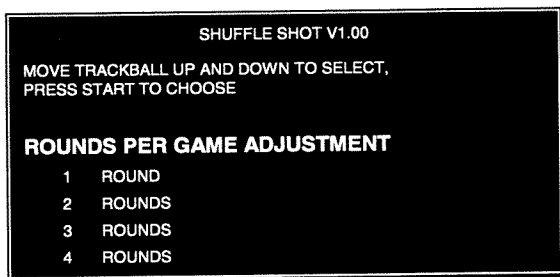 SHUFFLE SHOT V1.00
MOVE TRACKBALL UP AND DOWN TO SELECT,
PRESS START TO CHOOSE
ROUNDS PER GAME ADJUSTMENT
1 ROUND
2 ROUNDS
3 ROUNDS
4 ROUNDS